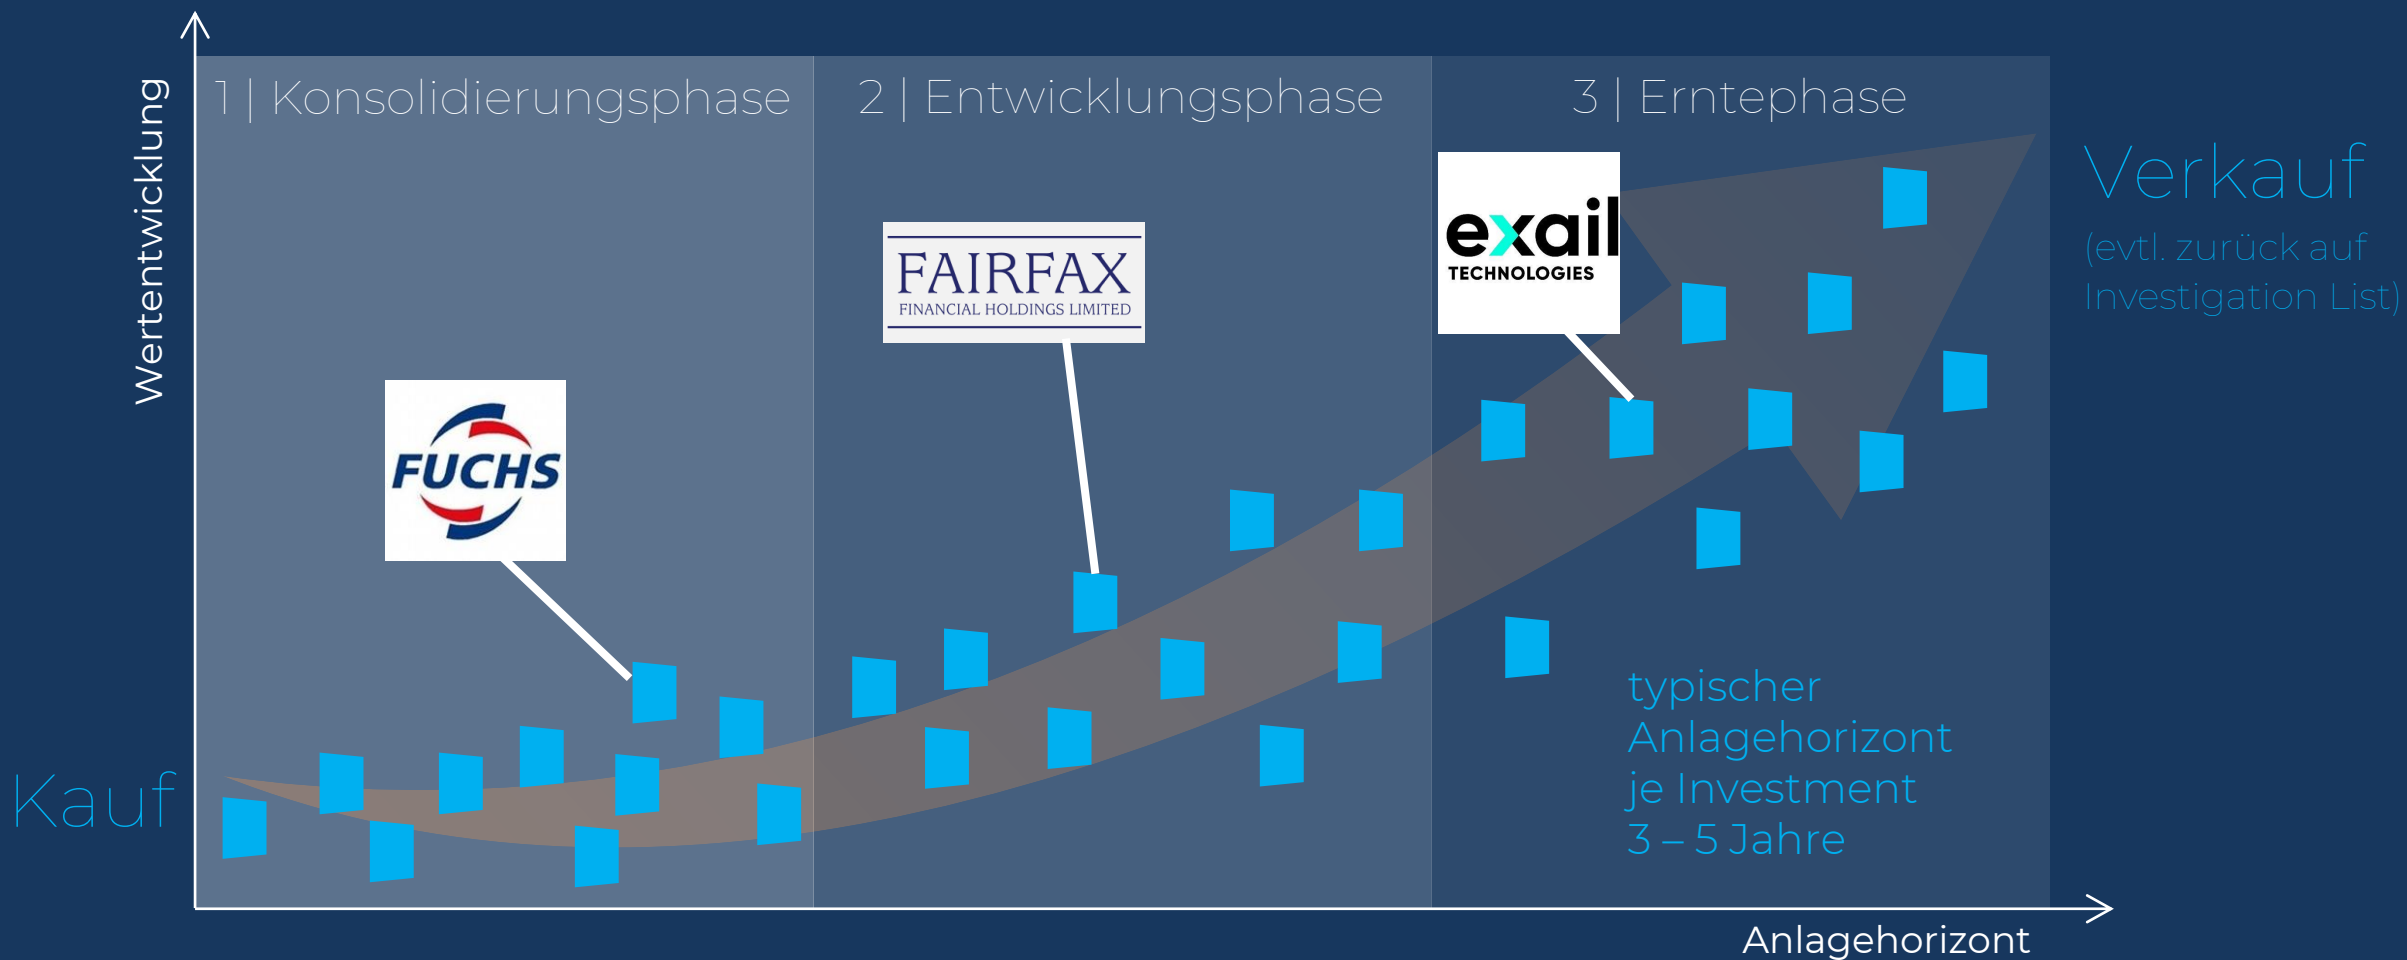 Wertentwicklung
1 | Konsolidierungsphase
2 | Entwicklungsphase
3 | Erntephase
FUCHS
FAIRFAX
FINANCIAL HOLDINGS LIMITED
exail
TECHNOLOGIES
Kauf
Verkauf
(evtl. zurück auf
Investigation List)
typischer
Anlagehorizont
je Investment
3 – 5 Jahre
Anlagehorizont